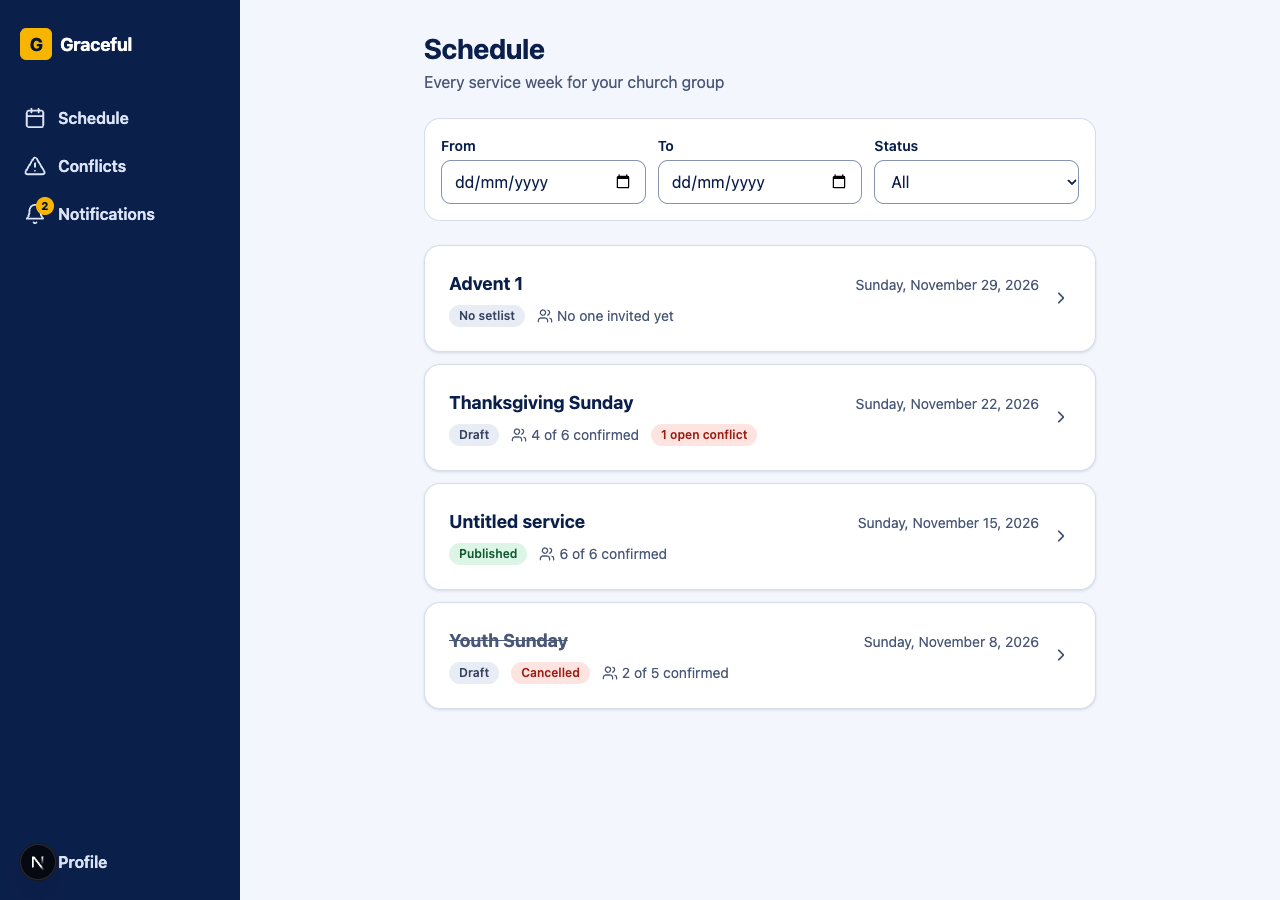 G Graceful
Schedule
Conflicts
2
Notifications
N Profile
Schedule
Every service week for your church group
From To Status
dd/mm/yyyy dd/mm/yyyy All
Advent 1 Sunday, November 29, 2026
No setlist No one invited yet
Thanksgiving Sunday Sunday, November 22, 2026
Draft 4 of 6 confirmed 1 open conflict
Untitled service Sunday, November 15, 2026
Published 6 of 6 confirmed
Youth Sunday Sunday, November 8, 2026
Draft Cancelled 2 of 5 confirmed